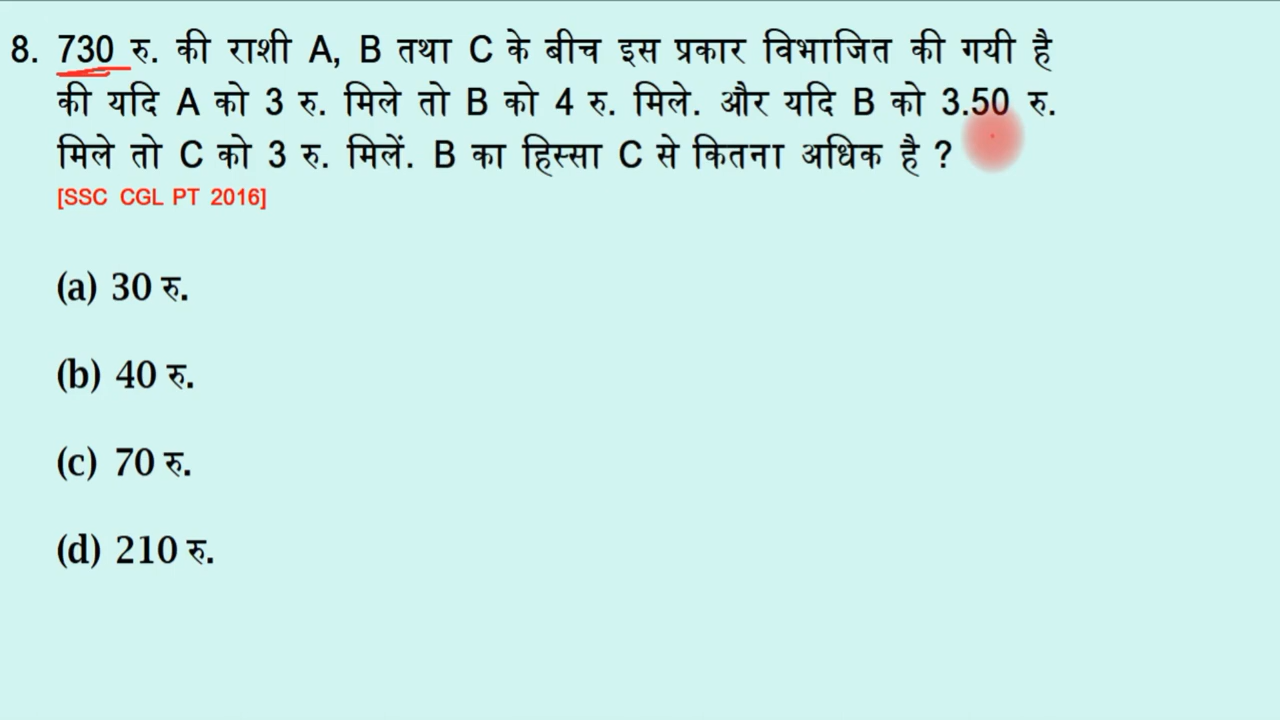 8. 730 रु. की राशी A, B तथा C के बीच इस प्रकार विभाजित की गयी है
की यदि A को 3 रु. मिले तो B को 4 रु. मिले. और यदि B को 3.50 रु.
मिले तो C को 3 रु. मिलें. B का हिस्सा C से कितना अधिक है ?
[SSC CGL PT 2016]
(a) 30 रु.
(b) 40 रु.
(c) 70 रु.
(d) 210 रु.